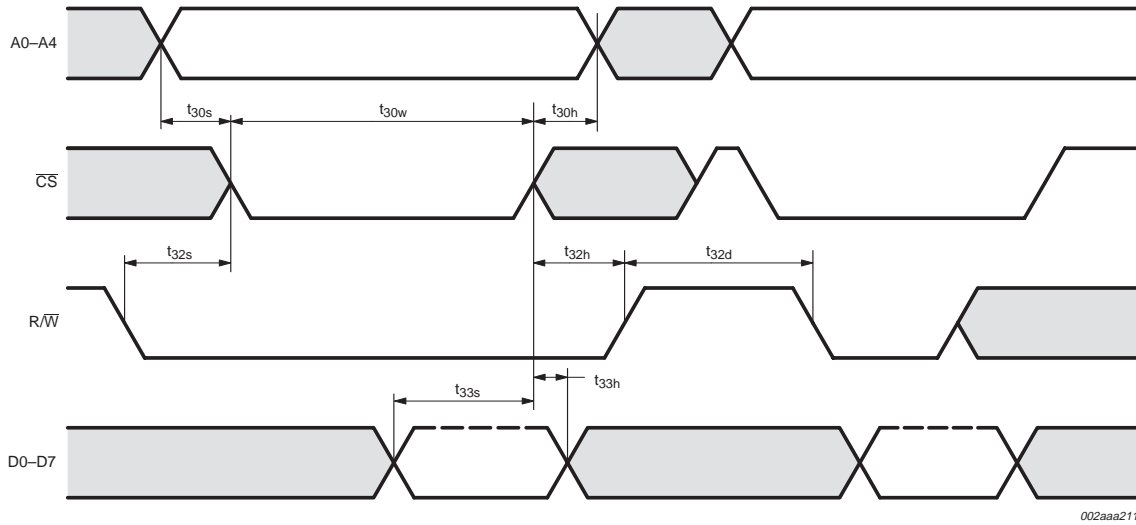 A0–A4
t30s
t30w
t30h
CS
t32s
t32h
t32d
R/W
t33s
t33h
D0–D7
002aaa211